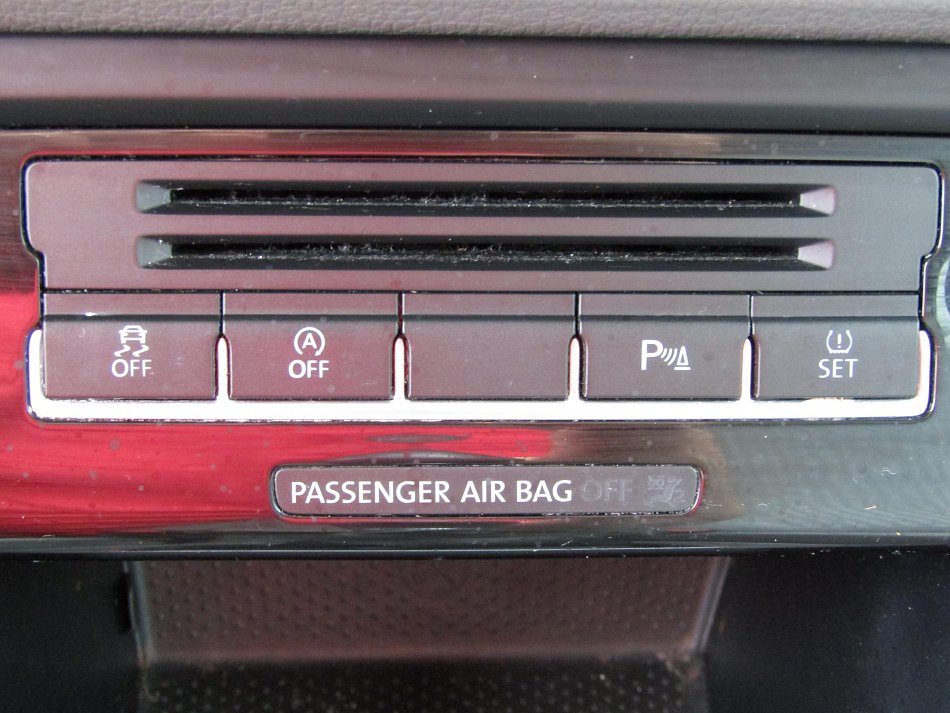 OFF
A
OFF
P
SET
PASSENGER AIR BAG OFF